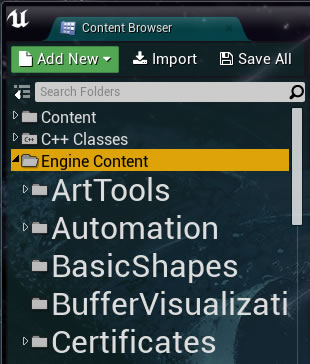 Content Browser
Add New Import Save All
Search Folders
Content
C++ Classes
Engine Content
ArtTools
Automation
BasicShapes
BufferVisualizati
Certificates